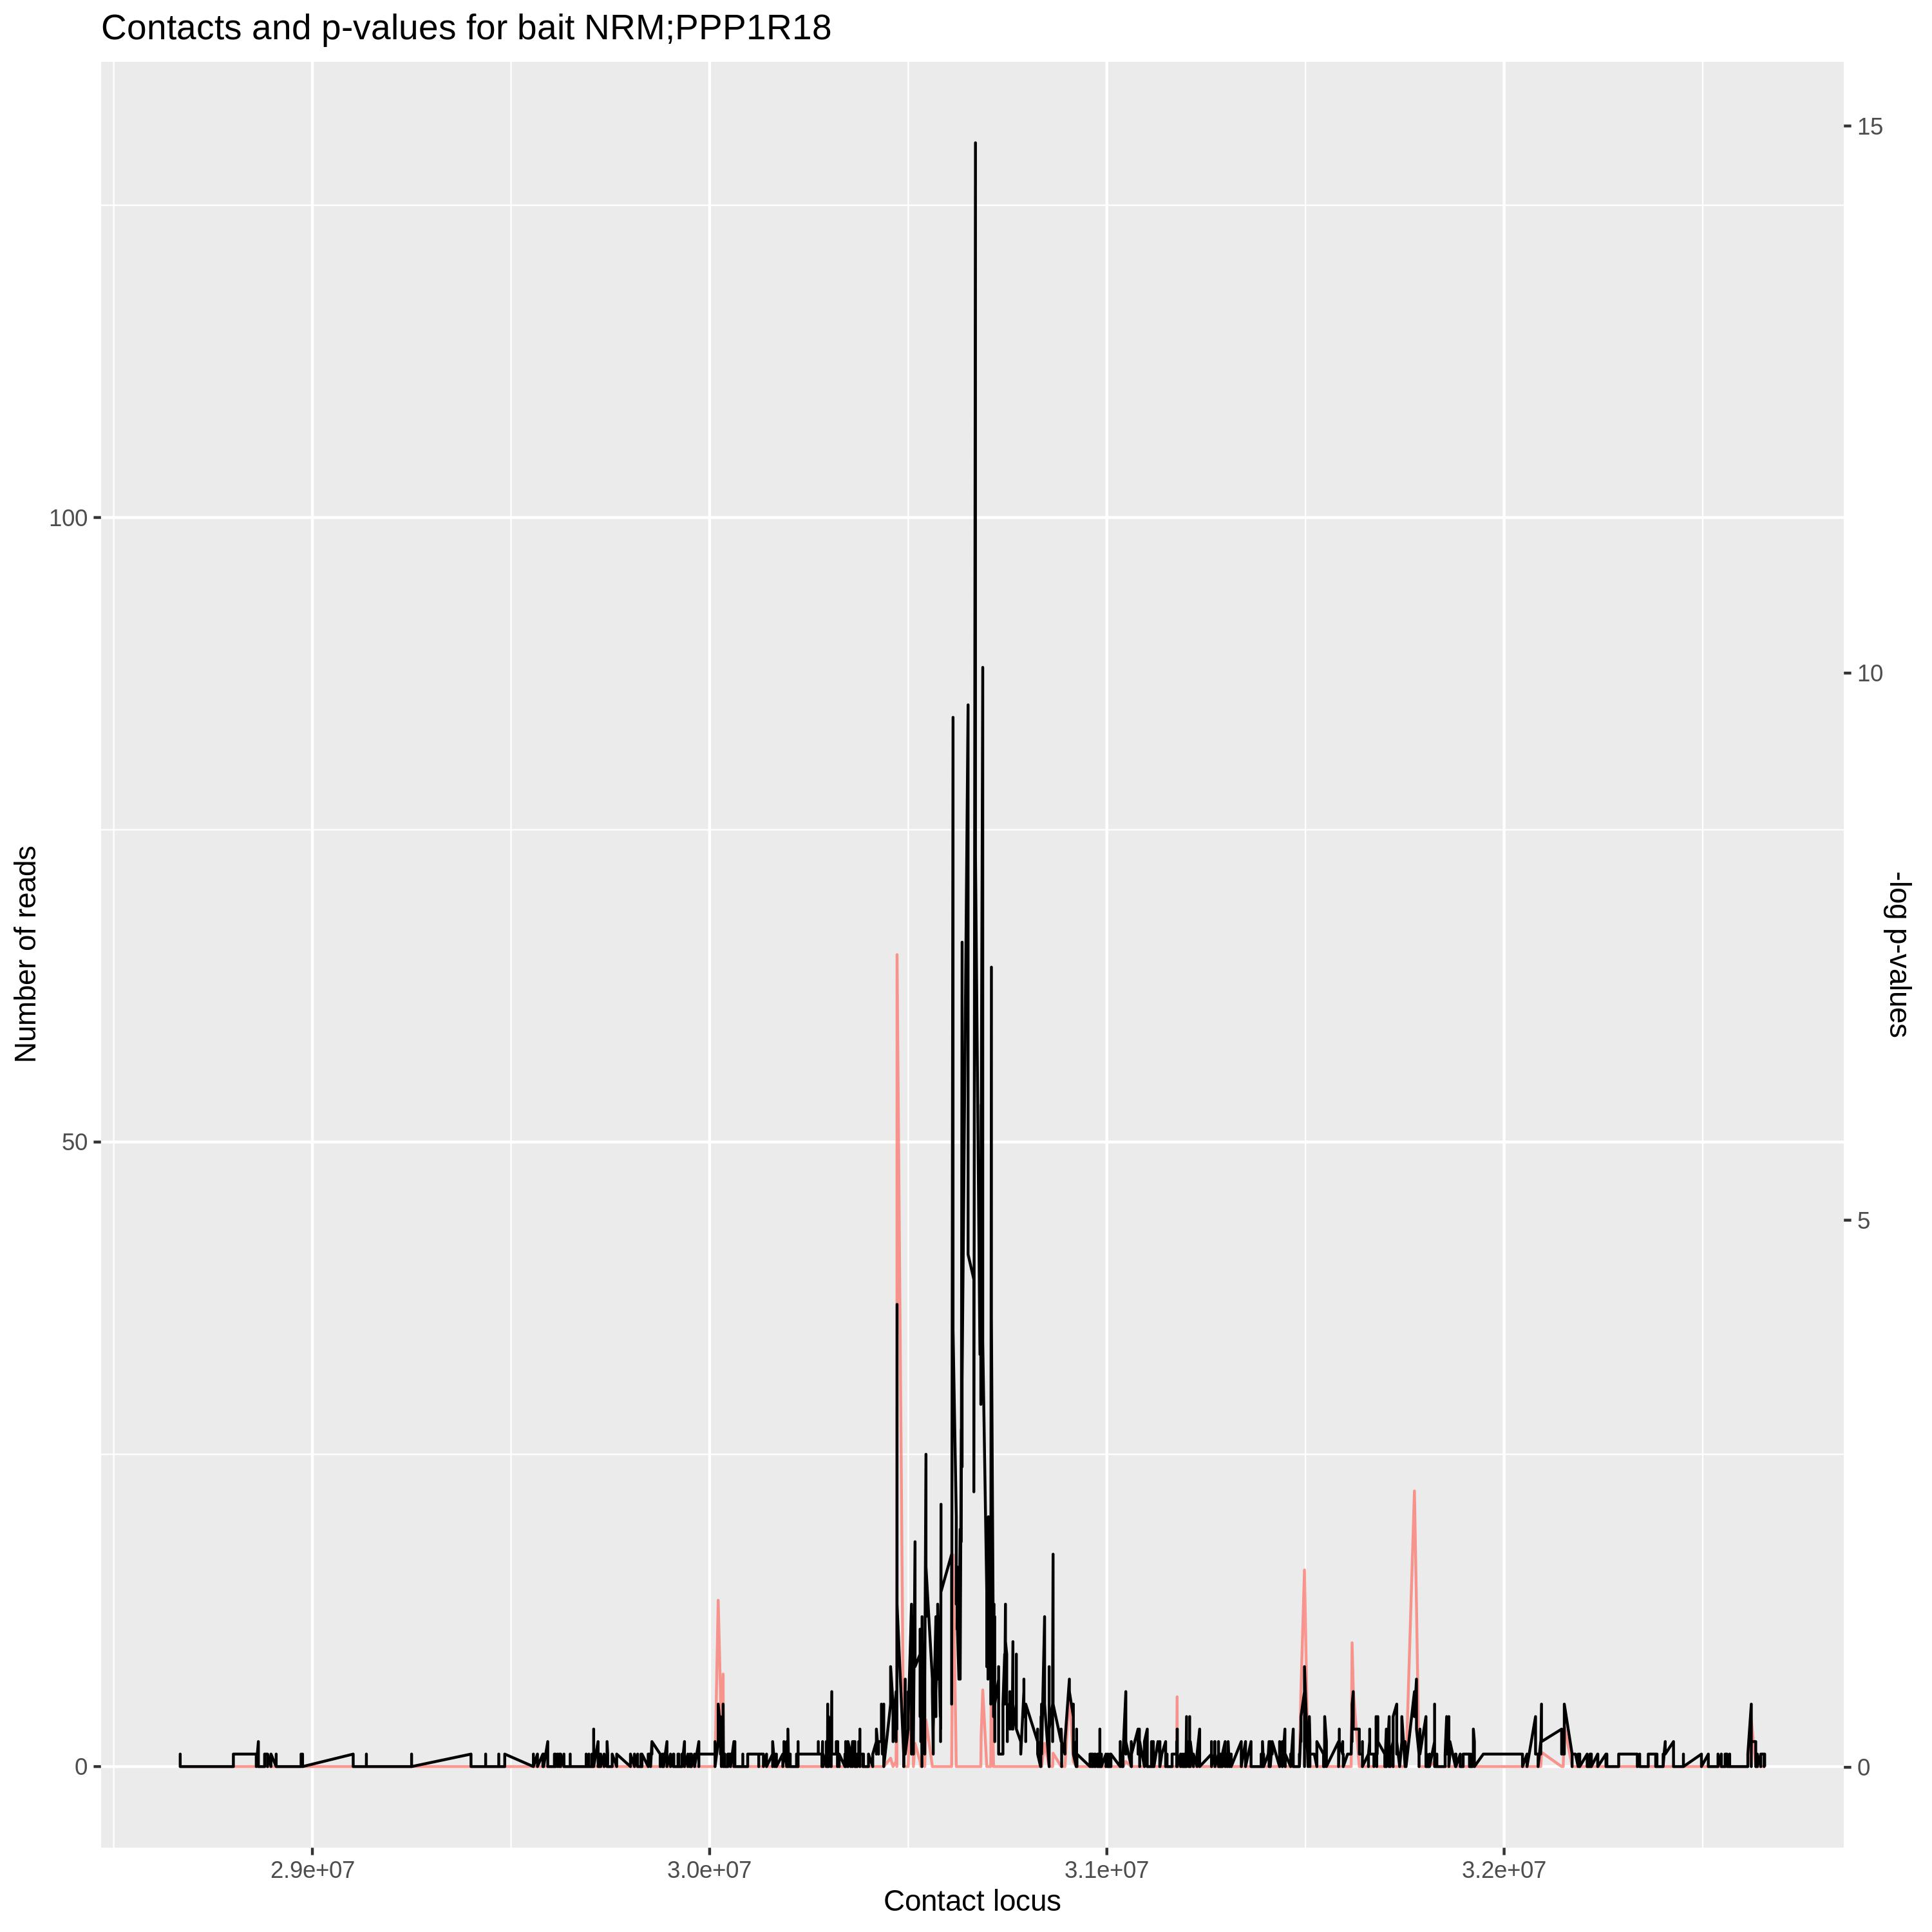 Contacts and p-values for bait NRM;PPP1R18
15
100
10
Number of reads
-log p-values
50
5
0
0
2.9e+07
3.0e+07
3.1e+07
3.2e+07
Contact locus